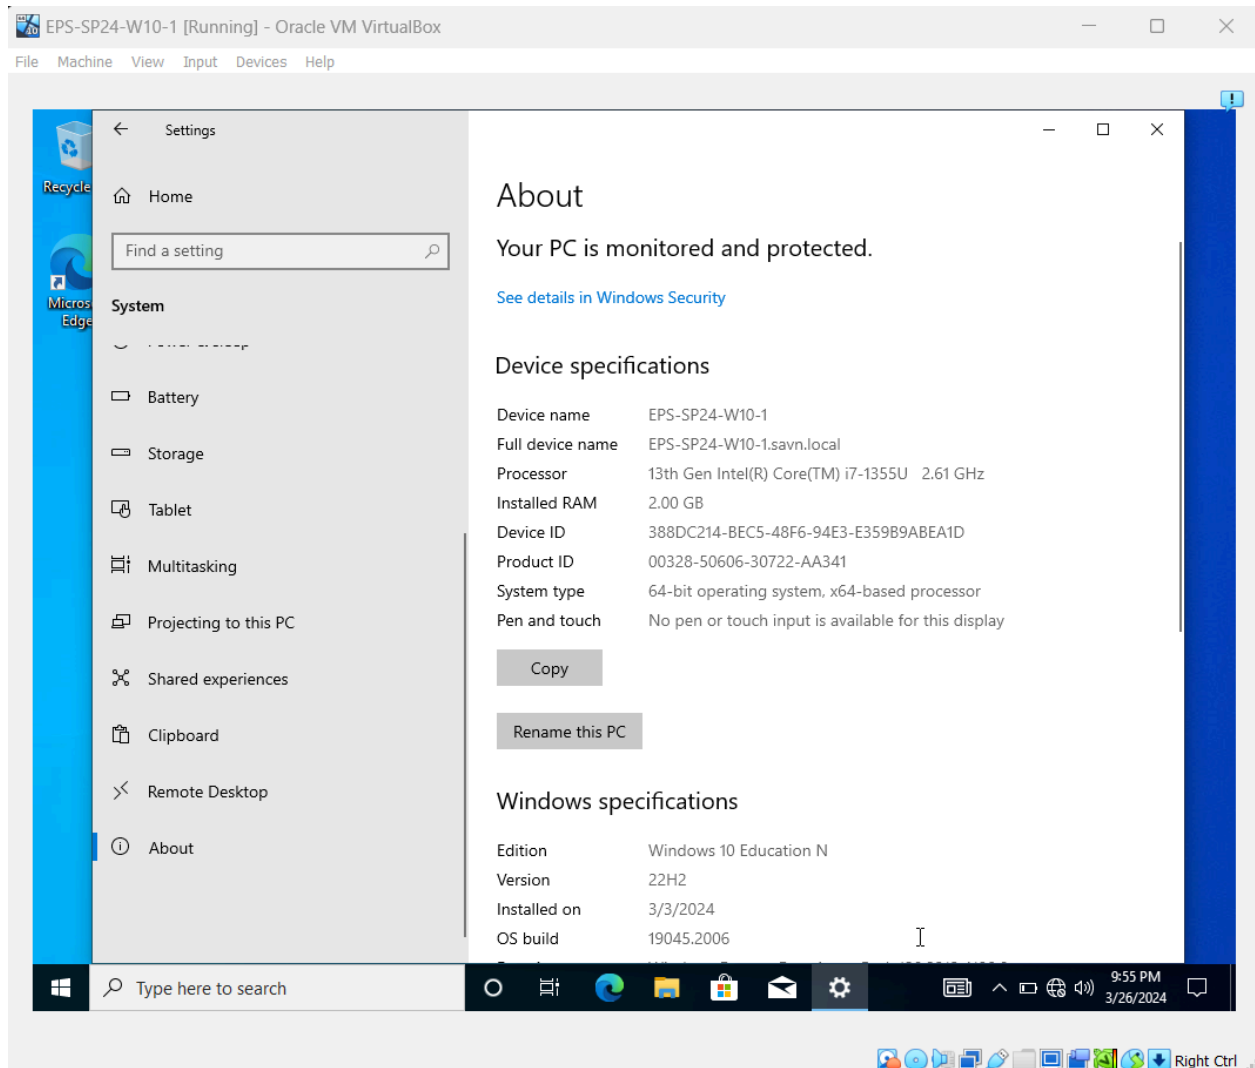 EPS-SP24-W10-1 [Running] - Oracle VM VirtualBox
File Machine View Input Devices Help
Recycle
Micros
Edge
Settings
Home
Find a setting
System
Battery
Storage
Tablet
Multitasking
Projecting to this PC
Shared experiences
Clipboard
Remote Desktop
About
About
Your PC is monitored and protected.
See details in Windows Security
Device specifications
Device name EPS-SP24-W10-1
Full device name EPS-SP24-W10-1.savn.local
Processor 13th Gen Intel(R) Core(TM) i7-1355U 2.61 GHz
Installed RAM 2.00 GB
Device ID 388DC214-BEC5-48F6-94E3-E359B9ABEA1D
Product ID 00328-50606-30722-AA341
System type 64-bit operating system, x64-based processor
Pen and touch No pen or touch input is available for this display
Copy
Rename this PC
Windows specifications
Edition Windows 10 Education N
Version 22H2
Installed on 3/3/2024
OS build 19045.2006
Type here to search
9:55 PM
3/26/2024
Right Ctrl